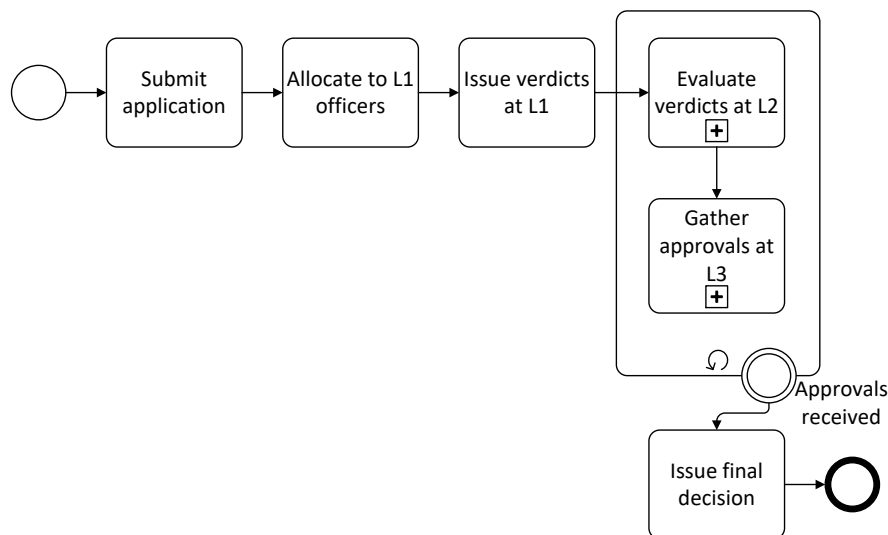 Submit
application
Allocate to L1
officers
Issue verdicts
at L1
Evaluate
verdicts at L2
Gather
approvals at
L3
Approvals
received
Issue final
decision